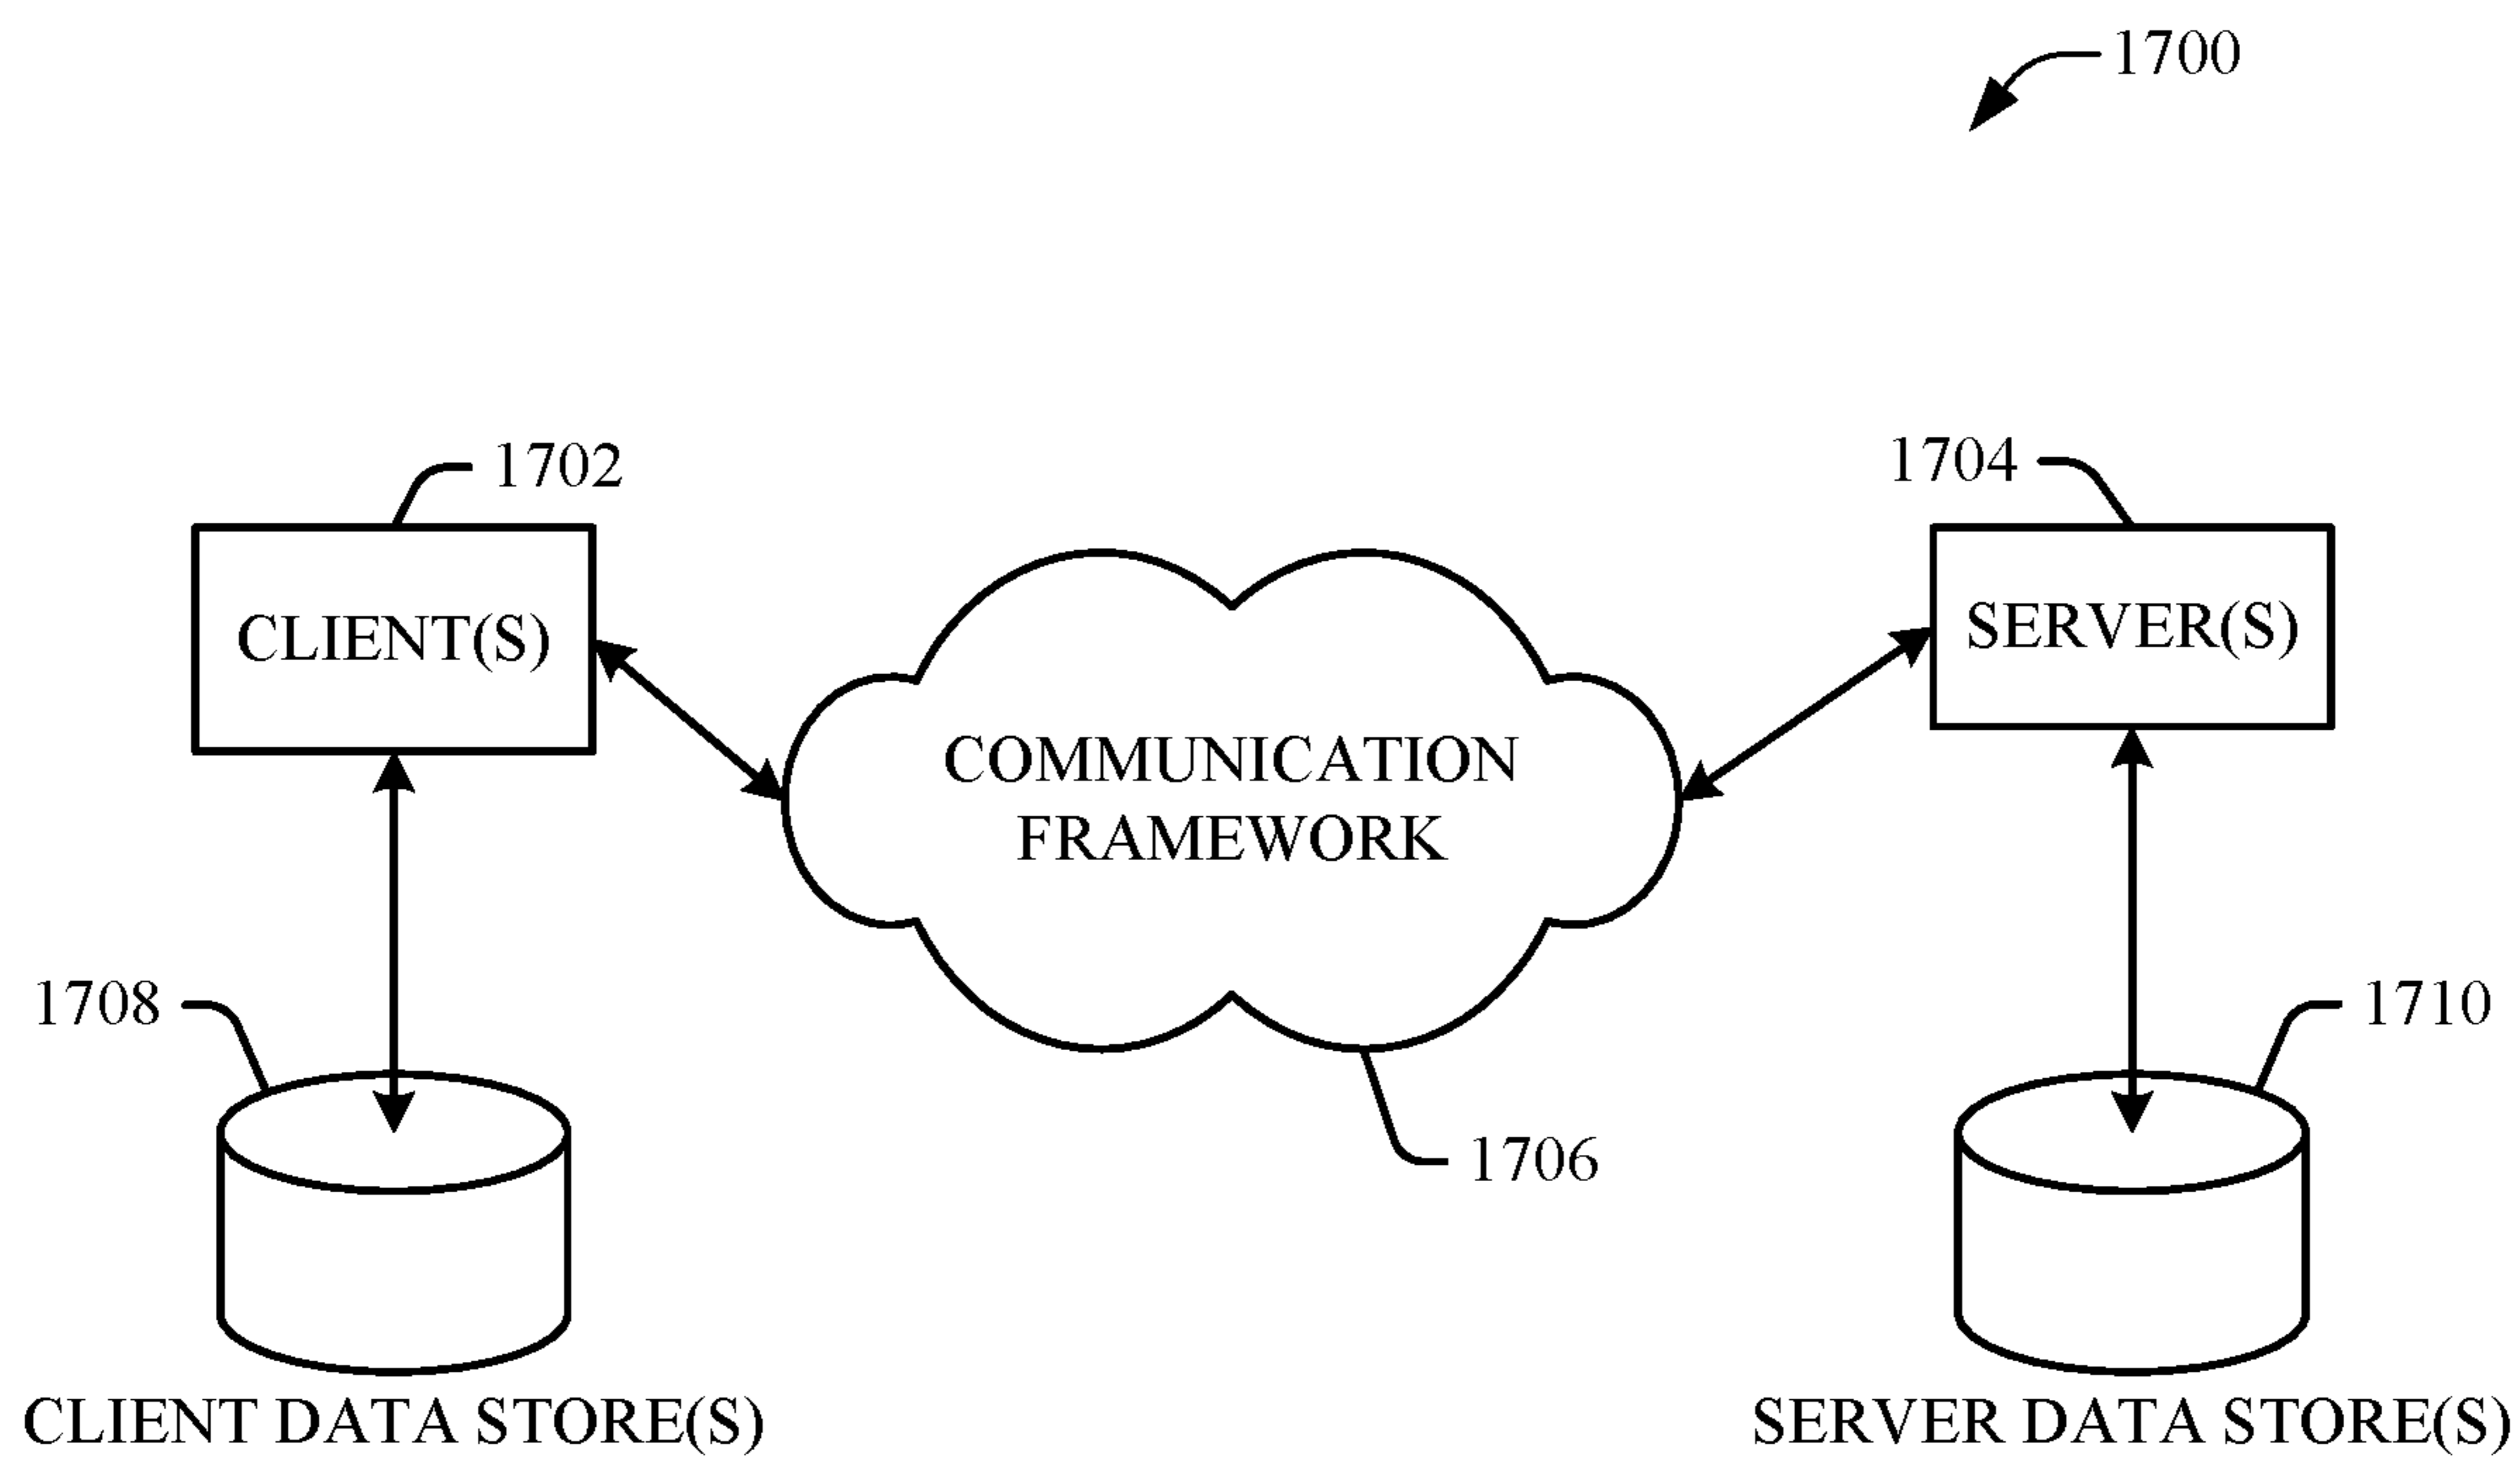 1700
1702
1704
CLIENT(S)
SERVER(S)
COMMUNICATION
FRAMEWORK
1708
1710
1706
CLIENT DATA STORE(S)
SERVER DATA STORE(S)